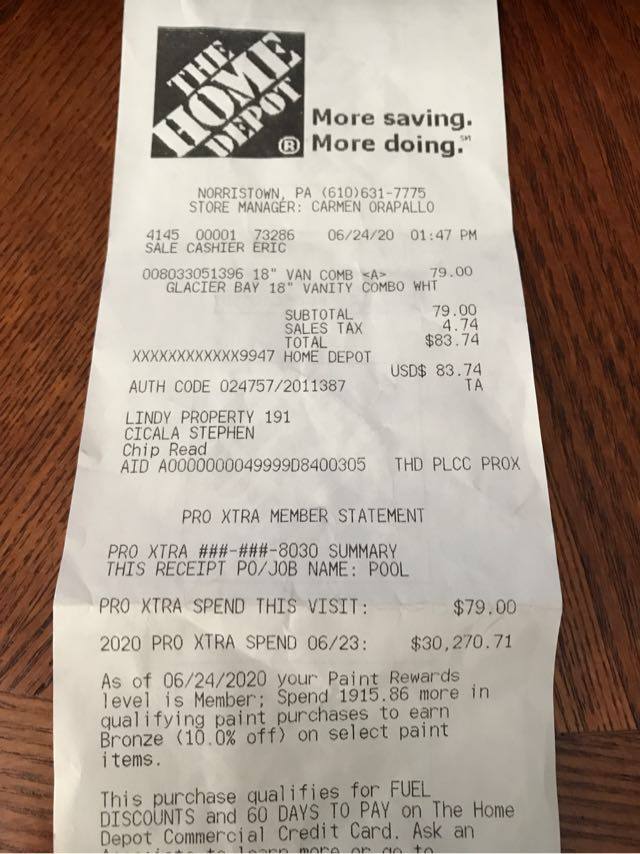 THE
HOME
DEPOT
®
More saving.
More doing.℠
NORRISTOWN, PA (610)631-7775
STORE MANAGER: CARMEN ORAPALLO
4145 00001 73286 06/24/20 01:47 PM
SALE CASHIER ERIC
008033051396 18" VAN COMB <A> 79.00
GLACIER BAY 18" VANITY COMBO WHT
SUBTOTAL 79.00
SALES TAX 4.74
TOTAL $83.74
XXXXXXXXXXXX9947 HOME DEPOT
USD$ 83.74
AUTH CODE 024757/2011387 TA
LINDY PROPERTY 191
CICALA STEPHEN
Chip Read
AID A0000000049999D8400305 THD PLCC PROX
PRO XTRA MEMBER STATEMENT
PRO XTRA ###-###-8030 SUMMARY
THIS RECEIPT PO/JOB NAME: POOL
PRO XTRA SPEND THIS VISIT: $79.00
2020 PRO XTRA SPEND 06/23: $30,270.71
As of 06/24/2020 your Paint Rewards
level is Member; Spend 1915.86 more in
qualifying paint purchases to earn
Bronze (10.0% off) on select paint
items.
This purchase qualifies for FUEL
DISCOUNTS and 60 DAYS TO PAY on The Home
Depot Commercial Credit Card. Ask an
Associate to learn more or go to